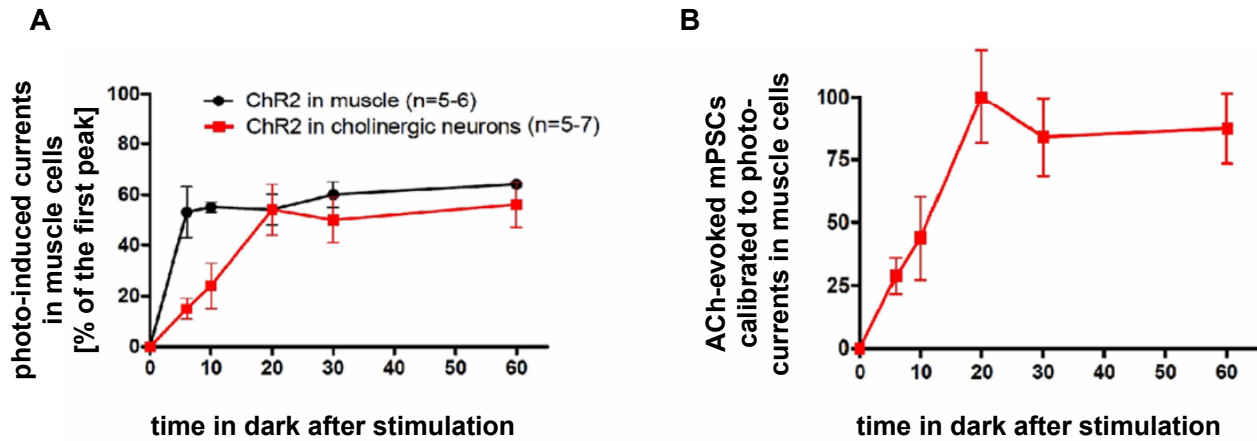 A
photo-induced currents
in muscle cells
[% of the first peak]
100
80
60
40
20
0
ChR2 in muscle (n=5-6)
ChR2 in cholinergic neurons (n=5-7)
0 10 20 30 40 50 60
time in dark after stimulation
B
ACh-evoked mPSCs
calibrated to photo-
currents in muscle cells
100
75
50
25
0
0 10 20 30 40 50 60
time in dark after stimulation